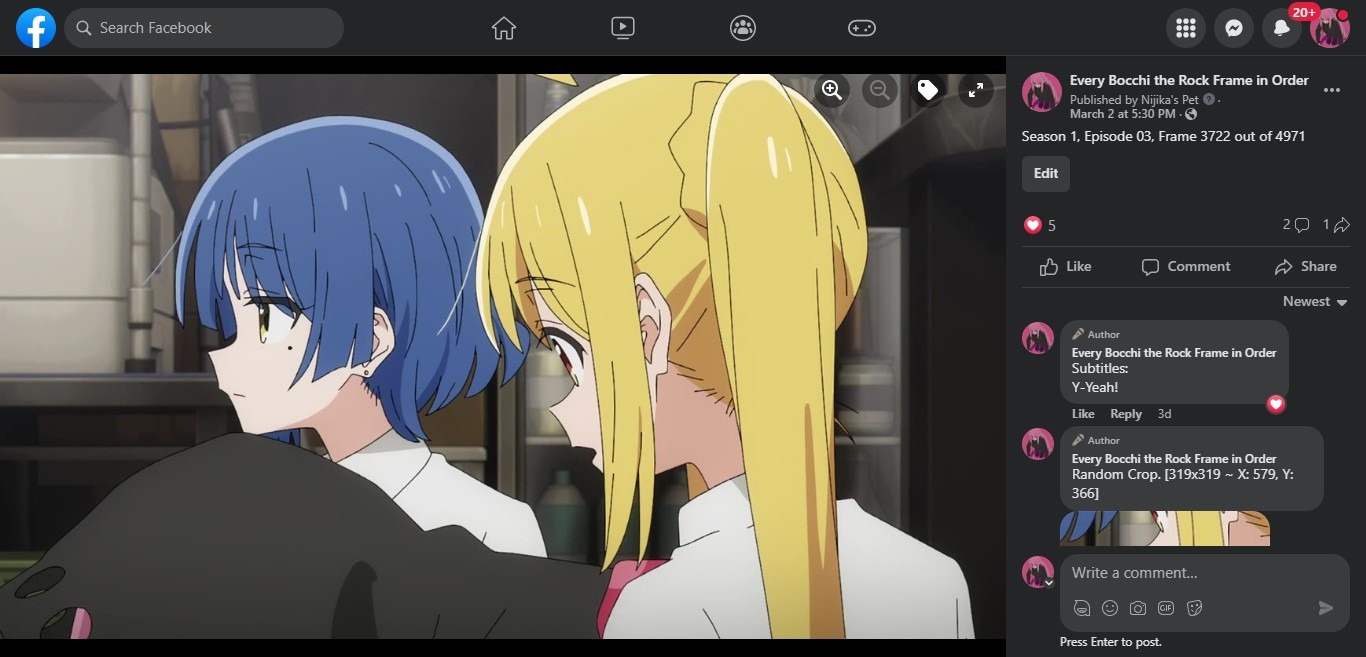 Search Facebook
20+
Every Bocchi the Rock Frame in Order
Published by Nijika's Pet ? ·
March 2 at 5:30 PM ·
Season 1, Episode 03, Frame 3722 out of 4971
Edit
5
2
1
Like
Comment
Share
Newest
Author
Every Bocchi the Rock Frame in Order
Subtitles:
Y-Yeah!
Like Reply 3d
Author
Every Bocchi the Rock Frame in Order
Random Crop. [319x319 ~ X: 579, Y:
366]
Write a comment...
GIF
Press Enter to post.